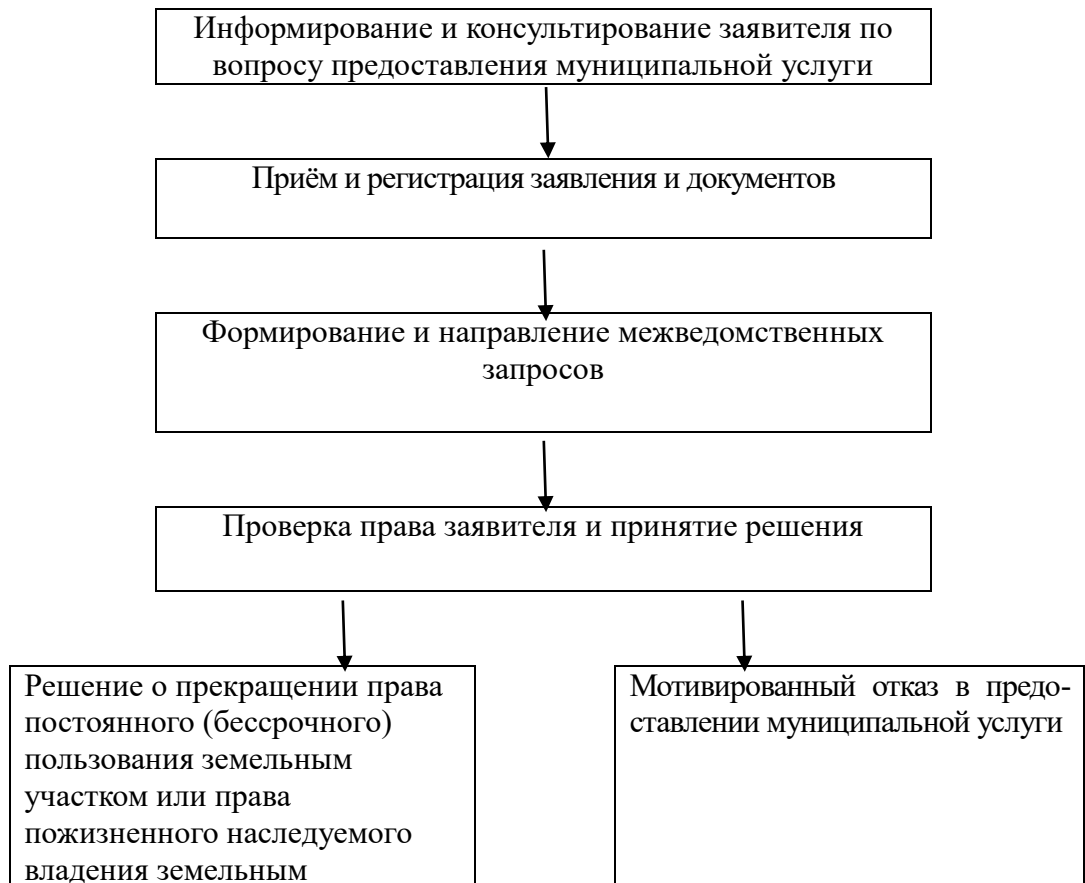 Информирование и консультирование заявителя по
вопросу предоставления муниципальной услуги
Приём и регистрация заявления и документов
Формирование и направление межведомственных
запросов
Проверка права заявителя и принятие решения
Решение о прекращении права
постоянного (бессрочного)
пользования земельным
участком или права
пожизненного наследуемого
владения земельным
Мотивированный отказ в предо-
ставлении муниципальной услуги